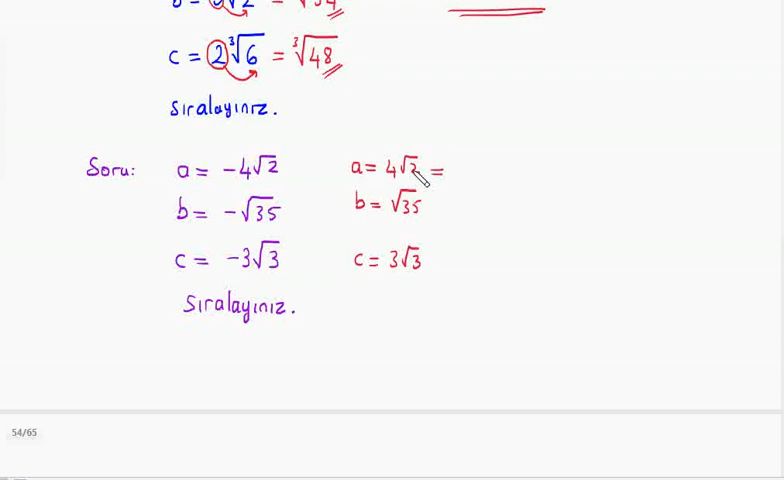 c = 2∛6 = ∛48
Sıralayınız.
Soru: a = -4√2 a = 4√2 =
b = -√35 b = √35
c = -3√3 c = 3√3
Sıralayınız.
54/65